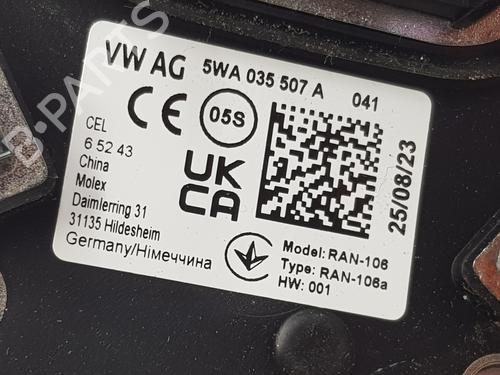 VW AG 5WA 035 507 A 041
CE 05S
CEL
6 52 43
China
Molex
Daimlerring 31
31135 Hildesheim
Germany/Німеччина
UK
CA
Model: RAN-106
Type: RAN-106a
HW: 001
25/08/23
B-PARTS